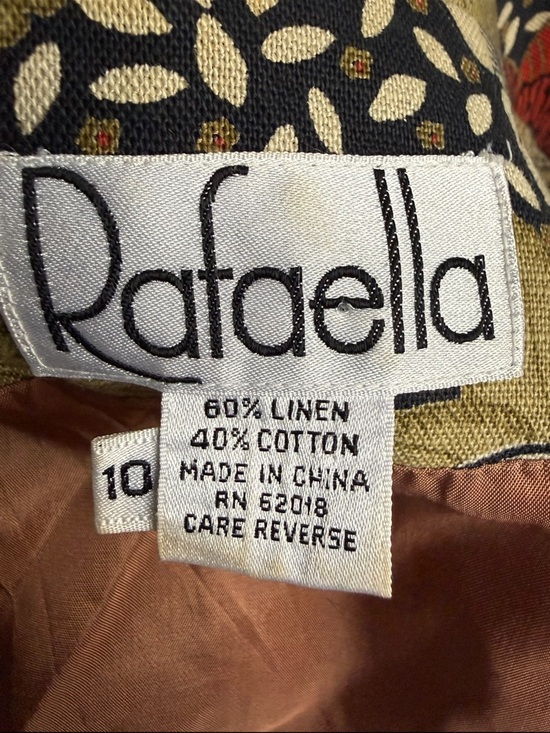 Rafaella
60% LINEN
40% COTTON
10
MADE IN CHINA
RN 62018
CARE REVERSE